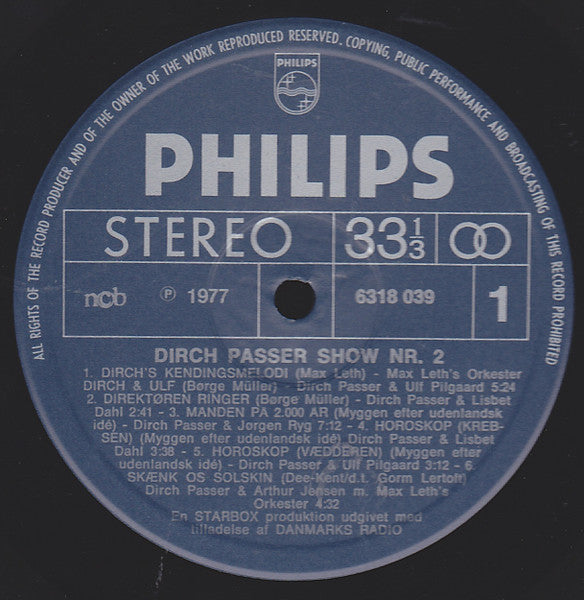 ALL RIGHTS OF THE RECORD PRODUCER AND OF THE OWNER OF THE WORK REPRODUCED RESERVED. COPYING, PUBLIC PERFORMANCE AND BROADCASTING OF THIS RECORD PROHIBITED
PHILIPS
PHILIPS
STEREO 33 1/3
ncb ℗ 1977 6318 039 1
DIRCH PASSER SHOW NR. 2
1. DIRCH'S KENDINGSMELODI (Max Leth) - Max Leth's Orkester
DIRCH & ULF (Børge Müller) - Dirch Passer & Ulf Pilgaard 5:24
2. DIREKTØREN RINGER (Børge Müller) - Dirch Passer & Lisbet
Dahl 2:41 - 3. MANDEN PA 2.000 AR (Myggen efter udenlandsk
idé) - Dirch Passer & Jørgen Ryg 7:12 - 4. HOROSKOP (KREB-
SEN) (Myggen efter udenlandsk idé) Dirch Passer & Lisbet
Dahl 3:38 - 5. HOROSKOP (VÆDDEREN) (Myggen efter
udenlandsk idé) - Dirch Passer & Ulf Pilgaard 3:12 - 6.
SKÆNK OS SOLSKIN (Dee-Kent/d.t. Gorm Lertoft)
Dirch Passer & Arthur Jensen m. Max Leth's
Orkester 4:32
En STARBOX produktion udgivet med
tilladelse af DANMARKS RADIO